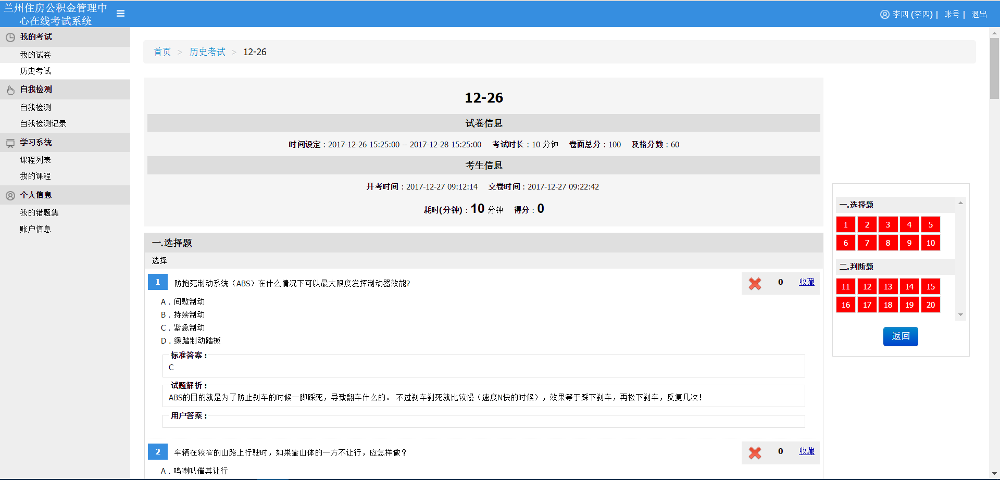 兰州住房公积金管理中
心在线考试系统
李四 (李四) | 账号 | 退出
我的考试
我的试卷
历史考试
自我检测
自我检测
自我检测记录
学习系统
课程列表
我的课程
个人信息
我的错题集
账户信息
首页 > 历史考试 > 12-26
12-26
试卷信息
时间设定：2017-12-26 15:25:00 -- 2017-12-28 15:25:00 考试时长：10 分钟 卷面总分：100 及格分数：60
考生信息
开考时间：2017-12-27 09:12:14 交卷时间：2017-12-27 09:22:42
耗时(分钟)：10 分钟 得分：0
一.选择题
选择
1 防抱死制动系统（ABS）在什么情况下可以最大限度发挥制动器效能? 0 收藏
A．间歇制动
B．持续制动
C．紧急制动
D．缓踏制动踏板
标准答案：
C
试题解析：
ABS的目的就是为了防止刹车的时候一脚踩死，导致翻车什么的。 不过刹车刹死就比较慢（速度N快的时候），效果等于踩下刹车，再松下刹车，反复几次！
用户答案：
2 车辆在较窄的山路上行驶时，如果靠山体的一方不让行，应怎样做？ 0 收藏
A．鸣喇叭催其让行
一.选择题
1 2 3 4 5
6 7 8 9 10
二.判断题
11 12 13 14 15
16 17 18 19 20
返回